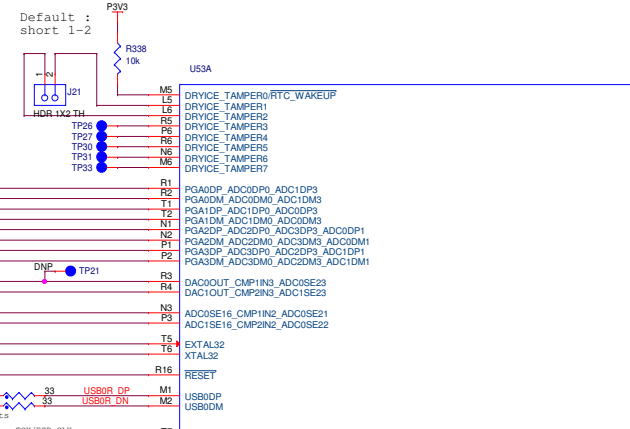 Default :
short 1-2
P3V3
R338
10k
U53A
1
2
J21
HDR 1X2 TH
M5 DRYICE_TAMPER0/RTC_WAKEUP
L5 DRYICE_TAMPER1
L6 DRYICE_TAMPER2
TP26 R5 DRYICE_TAMPER3
TP27 P6 DRYICE_TAMPER4
TP30 R6 DRYICE_TAMPER5
TP31 N6 DRYICE_TAMPER6
TP33 M6 DRYICE_TAMPER7
R1 PGA0DP_ADC0DP0_ADC1DP3
R2 PGA0DM_ADC0DM0_ADC1DM3
T1 PGA1DP_ADC1DP0_ADC0DP3
T2 PGA1DM_ADC1DM0_ADC0DM3
N1 PGA2DP_ADC2DP0_ADC3DP3_ADC0DP1
N2 PGA2DM_ADC2DM0_ADC3DM3_ADC0DM1
P1 PGA3DP_ADC3DP0_ADC2DP3_ADC1DP1
P2 PGA3DM_ADC3DM0_ADC2DM3_ADC1DM1
DNP TP21
R3 DAC0OUT_CMP1IN3_ADC0SE23
R4 DAC1OUT_CMP2IN3_ADC1SE23
N3 ADC0SE16_CMP1IN2_ADC0SE21
P3 ADC1SE16_CMP2IN2_ADC0SE22
T5 EXTAL32
T6 XTAL32
R16 RESET
33 USB0R_DP M1 USB0DP
33 USB0R_DN M2 USB0DM